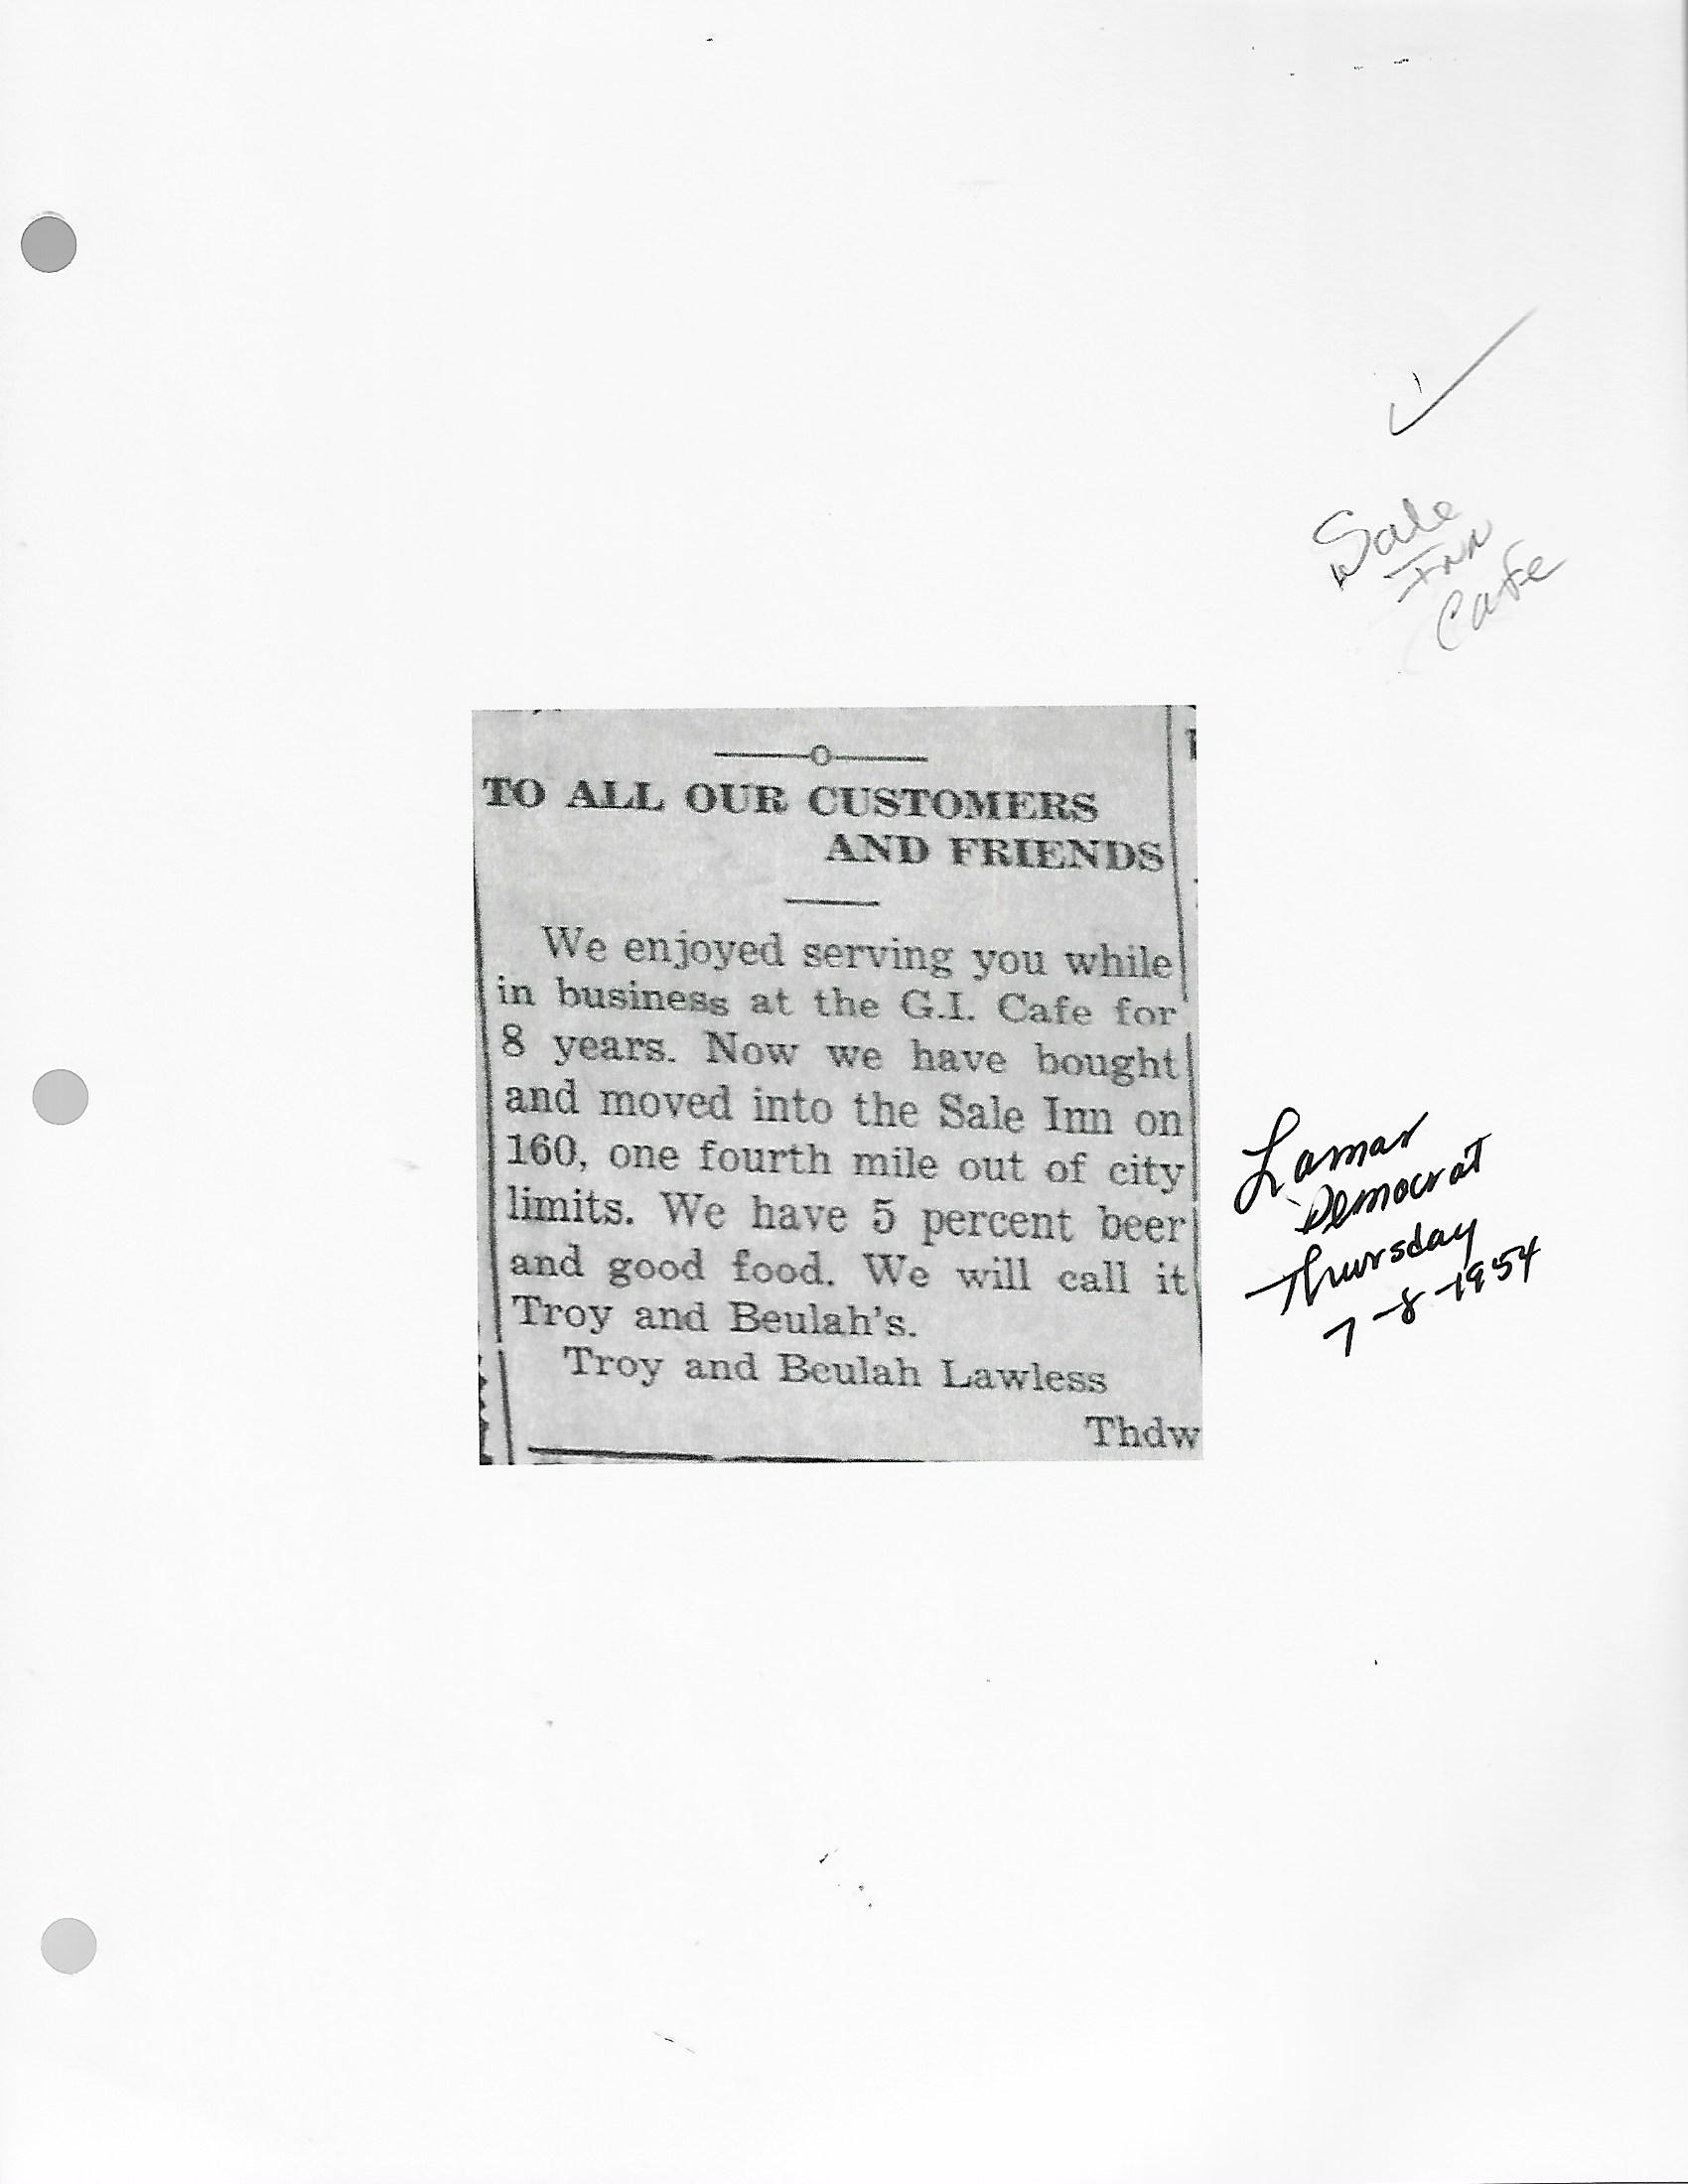 Sale
Inn
Cafe
TO ALL OUR CUSTOMERS
AND FRIENDS
We enjoyed serving you while
in business at the G.I. Cafe for
8 years. Now we have bought
and moved into the Sale Inn on
160, one fourth mile out of city
limits. We have 5 percent beer
and good food. We will call it
Troy and Beulah's.
Troy and Beulah Lawless
Thdw
Lamar
Democrat
Thursday
7-8-1954